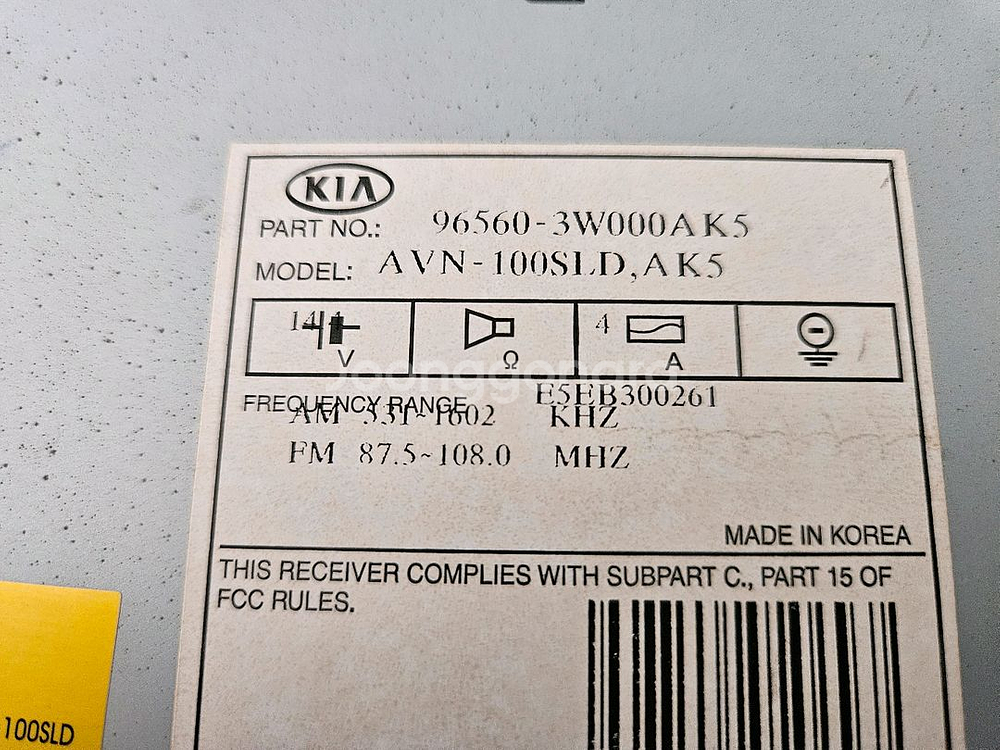 KIA
PART NO.: 96560-3W000AK5
MODEL: AVN-100SLD,AK5
14.4 V Ω 4 A
FREQUENCY RANGE E5EB300261
AM 531~1602 KHZ
FM 87.5~108.0 MHZ
MADE IN KOREA
THIS RECEIVER COMPLIES WITH SUBPART C., PART 15 OF
FCC RULES.
100SLD
Joonggonara